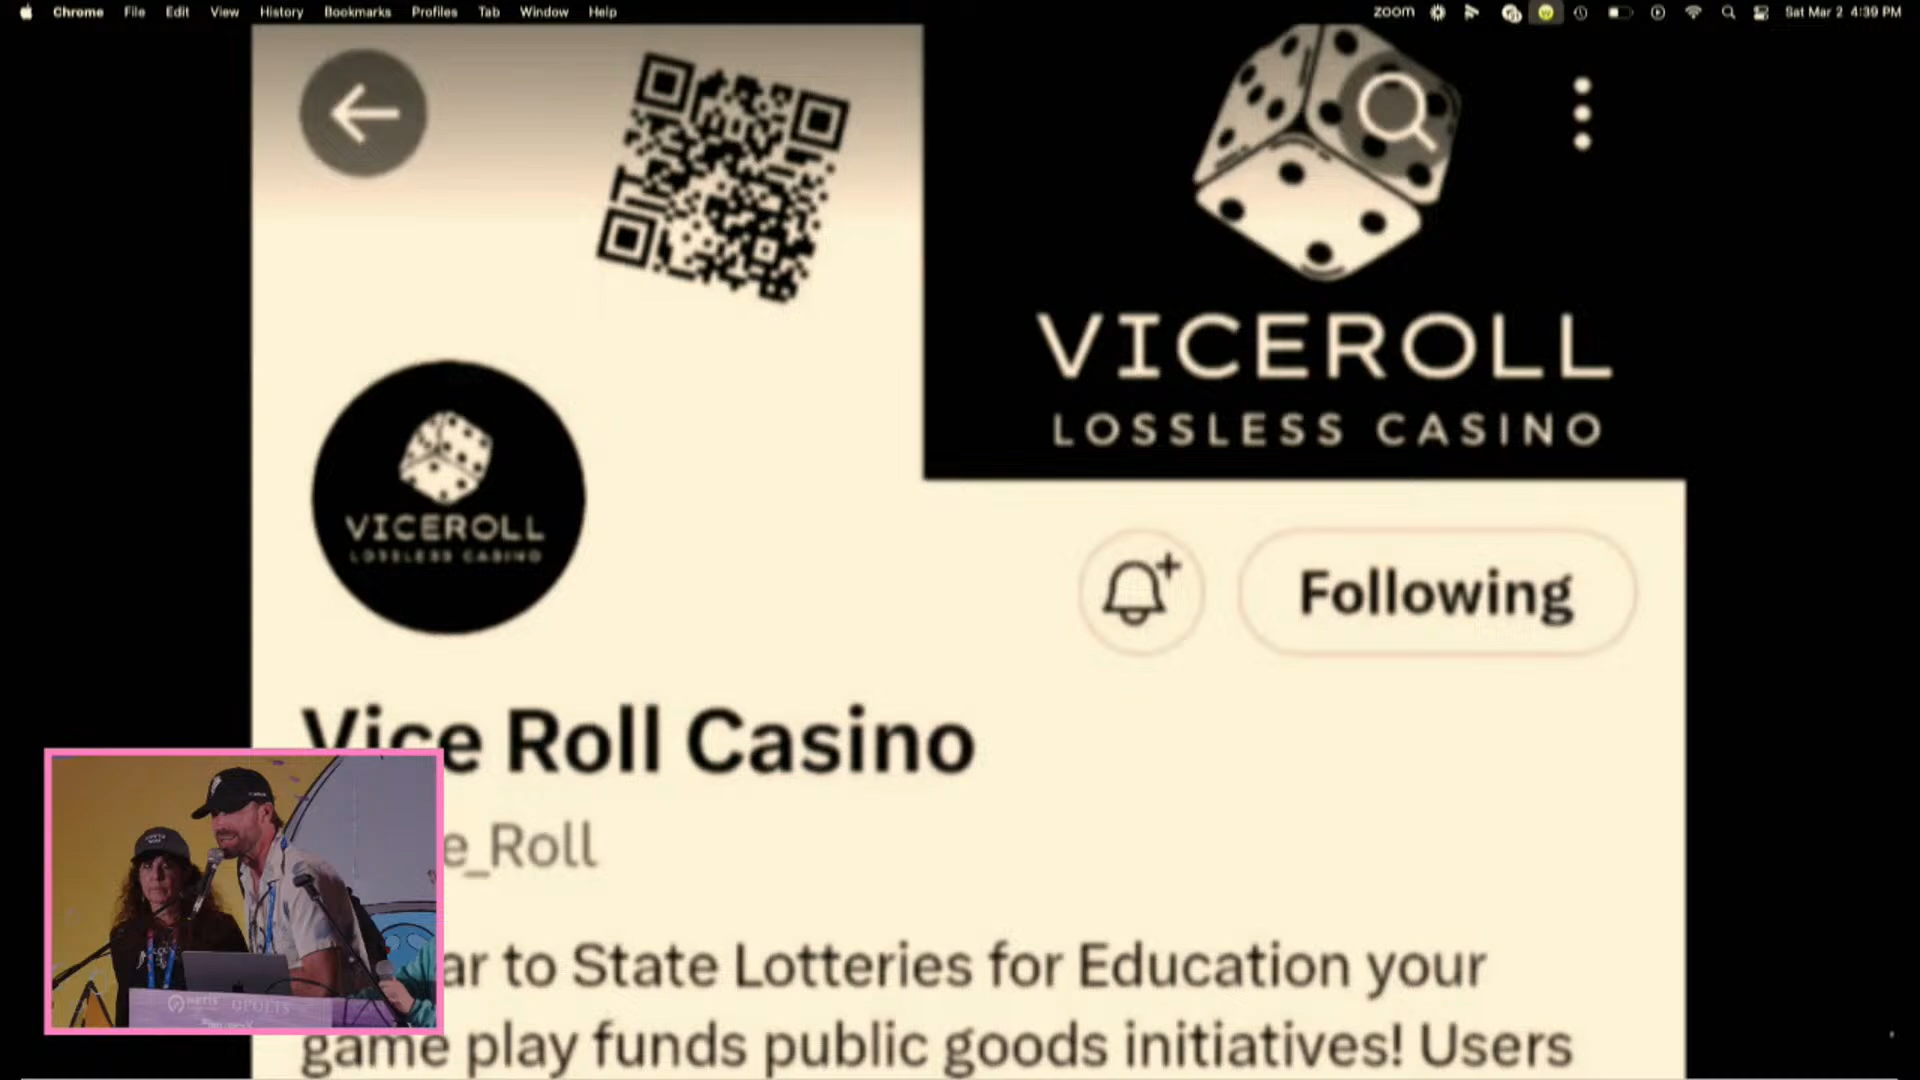 Chrome File Edit View History Bookmarks Profiles Tab Window Help
zoom Sat Mar 2 4:39 PM
VICEROLL
LOSSLESS CASINO
VICEROLL
LOSSLESS CASINO
Following
Vice Roll Casino
e_Roll
ar to State Lotteries for Education your
game play funds public goods initiatives! Users